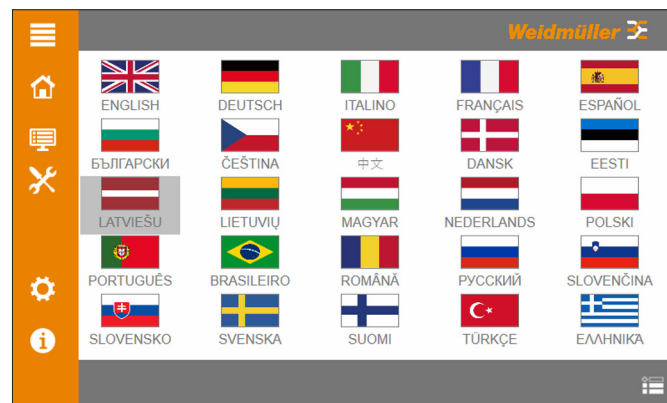 Weidmüller
ENGLISH DEUTSCH ITALINO FRANÇAIS ESPAÑOL
БЪЛГАРСКИ ČEŠTINA 中文 DANSK EESTI
LATVIEŠU LIETUVIŲ MAGYAR NEDERLANDS POLSKI
PORTUGUÊS BRASILEIRO ROMÂNĂ РУССКИЙ SLOVENČINA
SLOVENSKO SVENSKA SUOMI TÜRKÇE ΕΛΛΗΝΙΚΆ